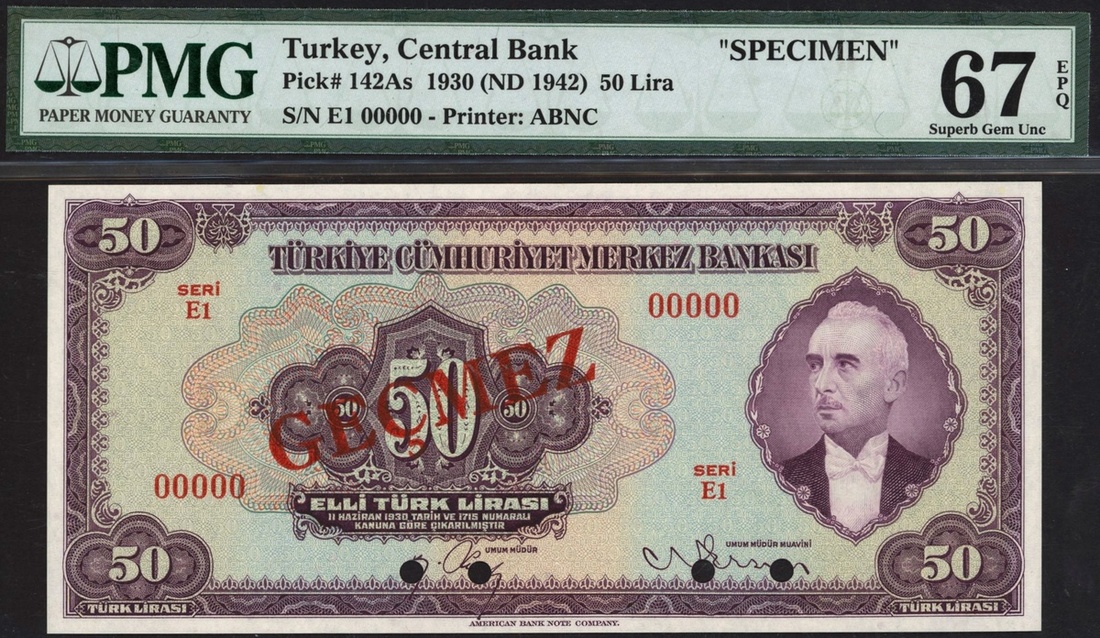 PMG
PAPER MONEY GUARANTY
Turkey, Central Bank "SPECIMEN"
Pick# 142As 1930 (ND 1942) 50 Lira
S/N E1 00000 - Printer: ABNC
67
EPQ
Superb Gem Unc
50
50
TÜRKİYE CÜMHURİYET MERKEZ BANKASI
SERİ
E1
00000
50
50
50
GEÇMEZ
00000
SERİ
E1
ELLİ TÜRK LİRASI
11 HAZİRAN 1930 TARİH VE 1715 NUMARALI
KANUNA GÖRE ÇIKARILMIŞTIR
UMUM MÜDÜR
UMUM MÜDÜR MUAVİNİ
50
50
TÜRK LİRASI
TÜRK LİRASI
AMERICAN BANK NOTE COMPANY.